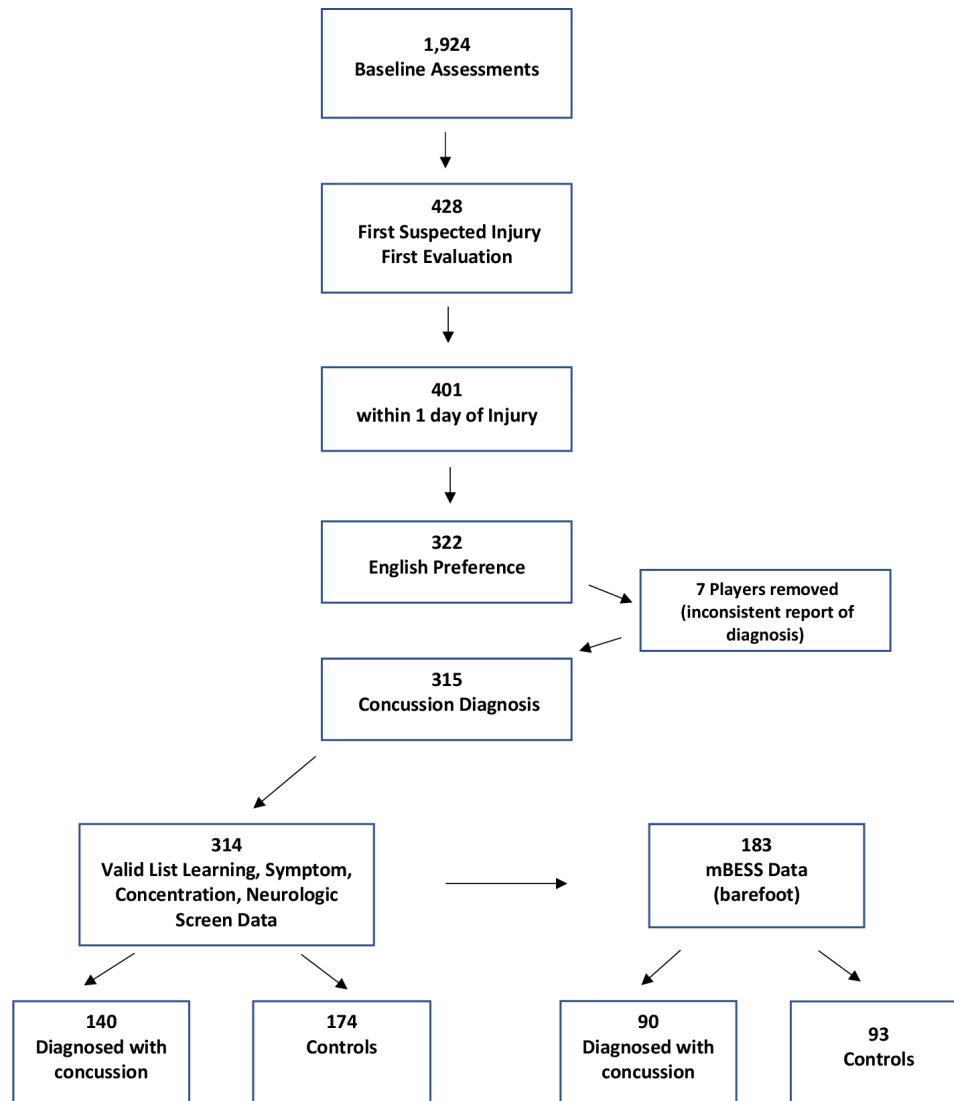 1,924
Baseline Assessments
428
First Suspected Injury
First Evaluation
401
within 1 day of Injury
322
English Preference
7 Players removed
(inconsistent report of
diagnosis)
315
Concussion Diagnosis
314
Valid List Learning, Symptom,
Concentration, Neurologic
Screen Data
183
mBESS Data
(barefoot)
140
Diagnosed with
concussion
174
Controls
90
Diagnosed with
concussion
93
Controls